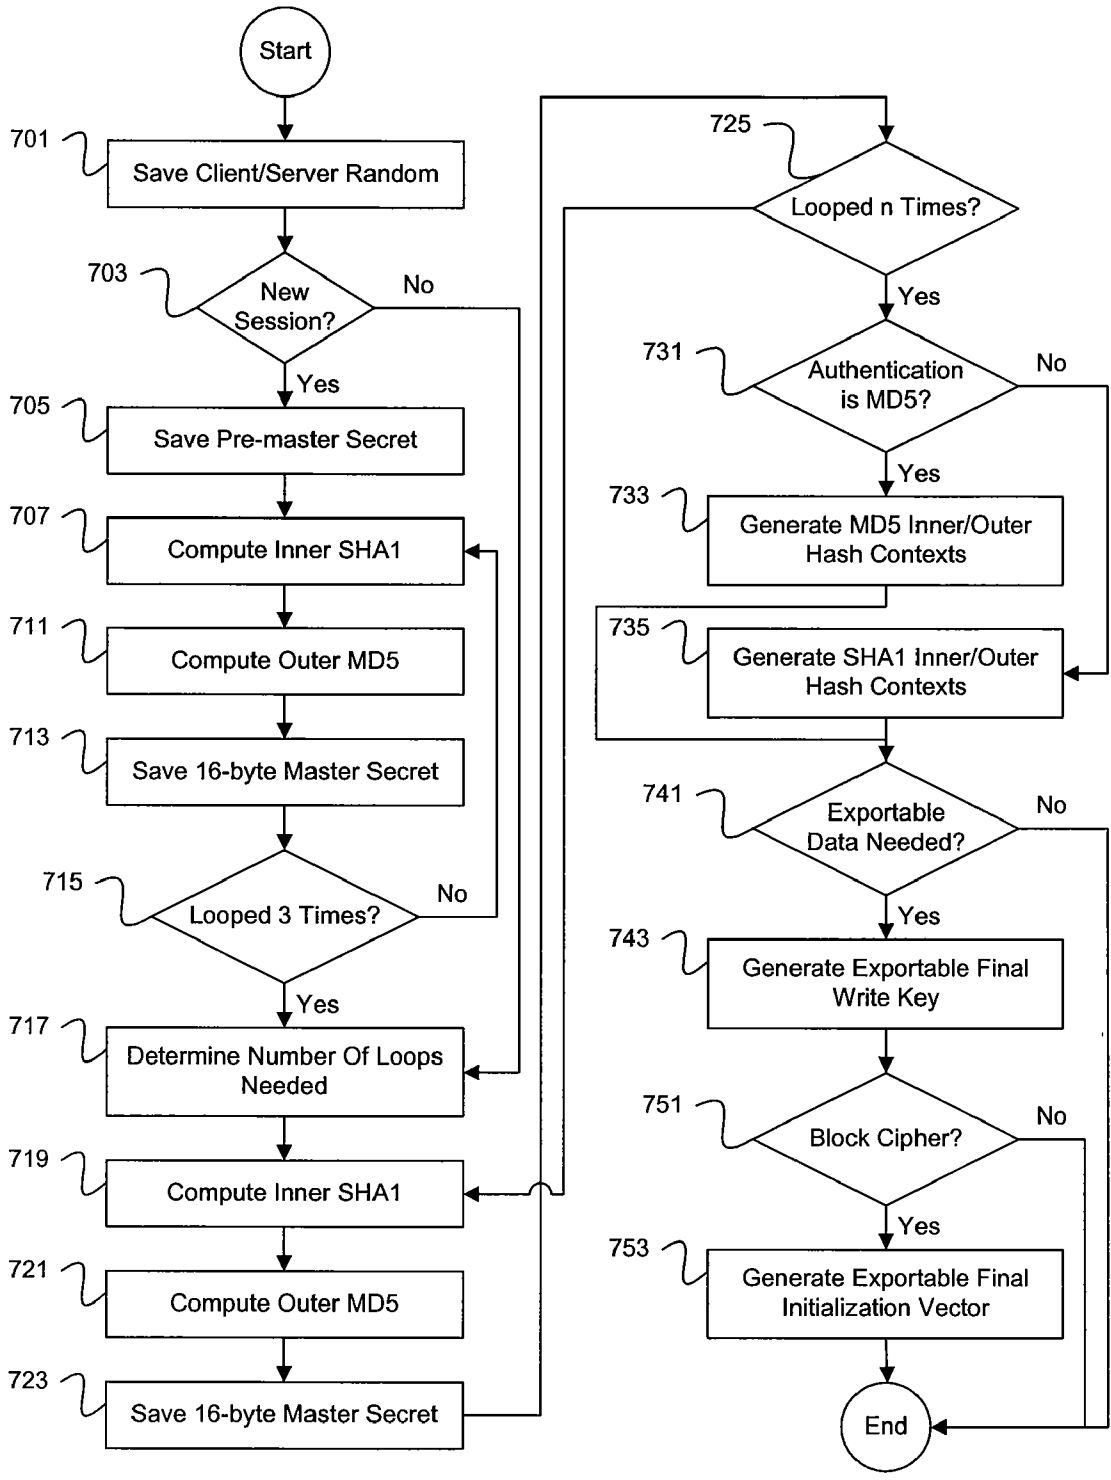 Start
701
Save Client/Server Random
703
New
Session?
No
Yes
705
Save Pre-master Secret
707
Compute Inner SHA1
711
Compute Outer MD5
713
Save 16-byte Master Secret
715
Looped 3 Times?
No
Yes
717
Determine Number Of Loops
Needed
719
Compute Inner SHA1
721
Compute Outer MD5
723
Save 16-byte Master Secret
725
Looped n Times?
Yes
731
Authentication
is MD5?
No
Yes
733
Generate MD5 Inner/Outer
Hash Contexts
735
Generate SHA1 Inner/Outer
Hash Contexts
741
Exportable
Data Needed?
No
Yes
743
Generate Exportable Final
Write Key
751
Block Cipher?
No
Yes
753
Generate Exportable Final
Initialization Vector
End